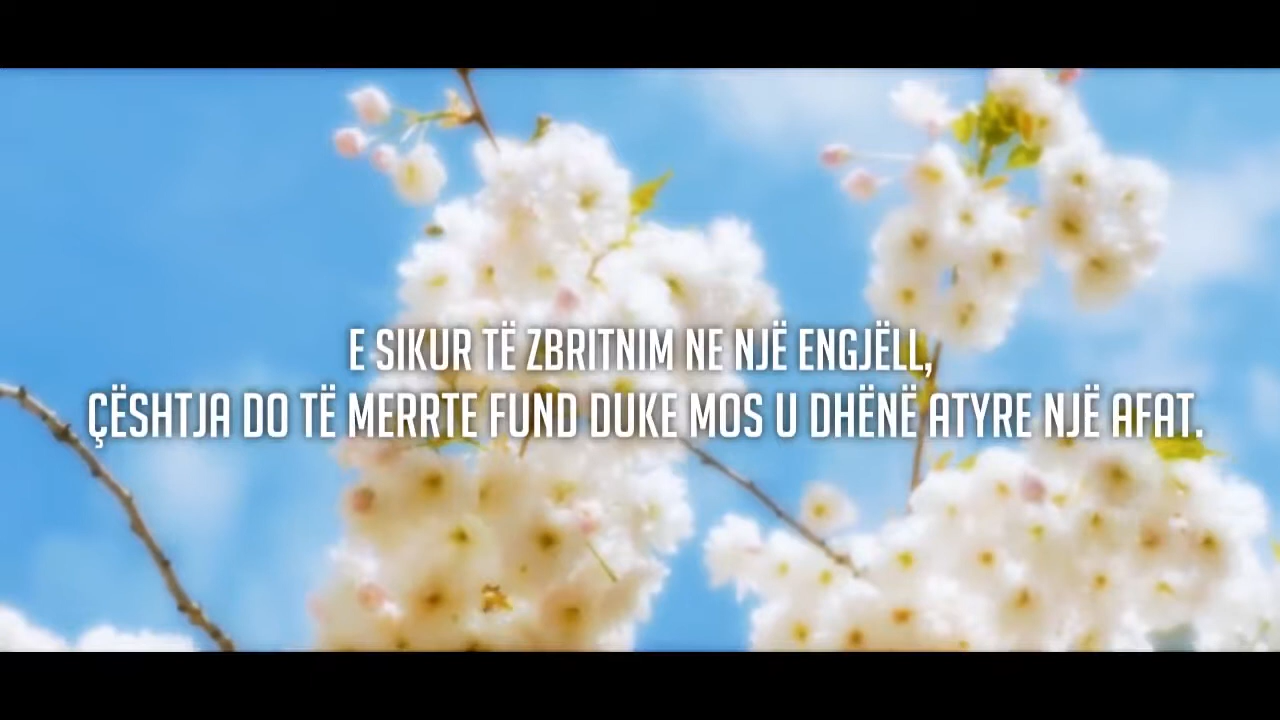 E SIKUR TË ZBRITNIM NE NJË ENGJËLL,
ÇËSHTJA DO TË MERRTE FUND DUKE MOS U DHËNË ATYRE NJË AFAT.